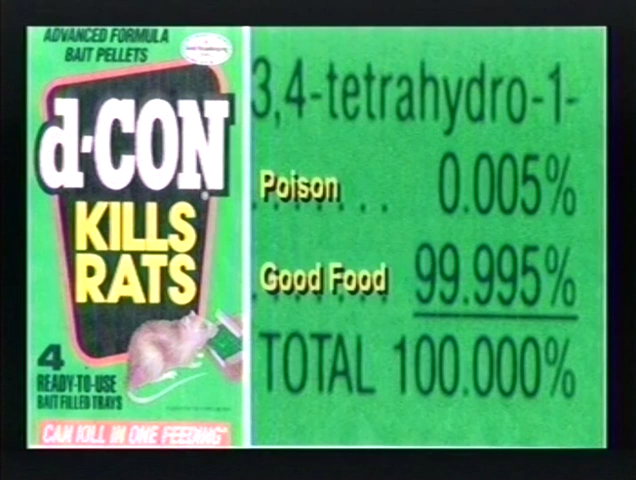 ADVANCED FORMULA
BAIT PELLETS
d-CON
KILLS
RATS
4
READY-TO-USE
BAIT FILLED TRAYS
CAN KILL IN ONE FEEDING*
3,4-tetrahydro-1-
Poison ....... 0.005%
Good Food ........ 99.995%
TOTAL 100.000%